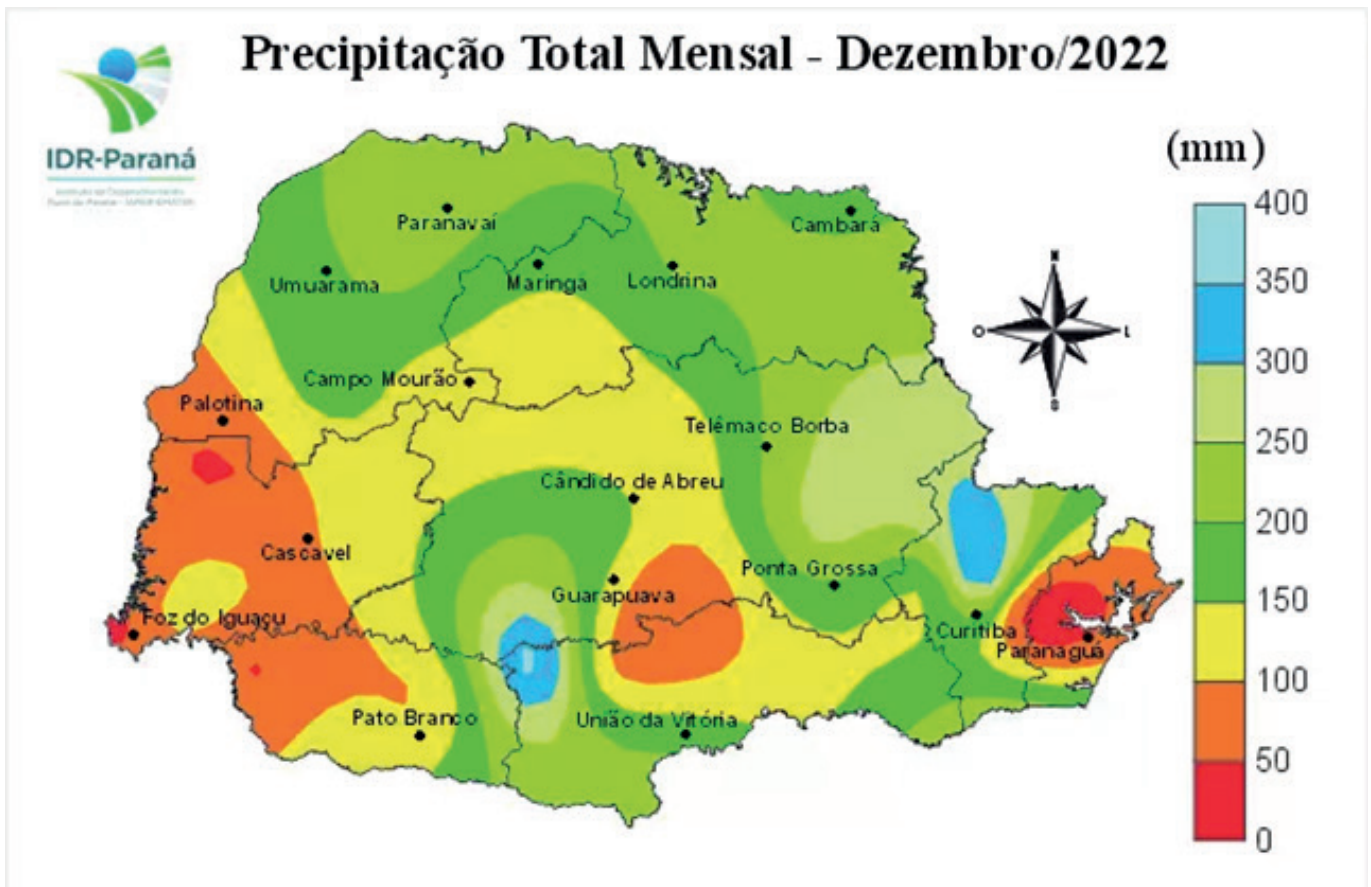 Precipitação Total Mensal - Dezembro/2022
IDR-Paraná
(mm)
400
350
300
250
200
150
100
50
0
N
O
L
S
Paranavaí
Cambará
Umuarama
Maringá
Londrina
Campo Mourão
Palotina
Telêmaco Borba
Cândido de Abreu
Cascavel
Ponta Grossa
Guarapuava
Foz do Iguaçu
Curitiba
Paranaguá
Pato Branco
União da Vitória